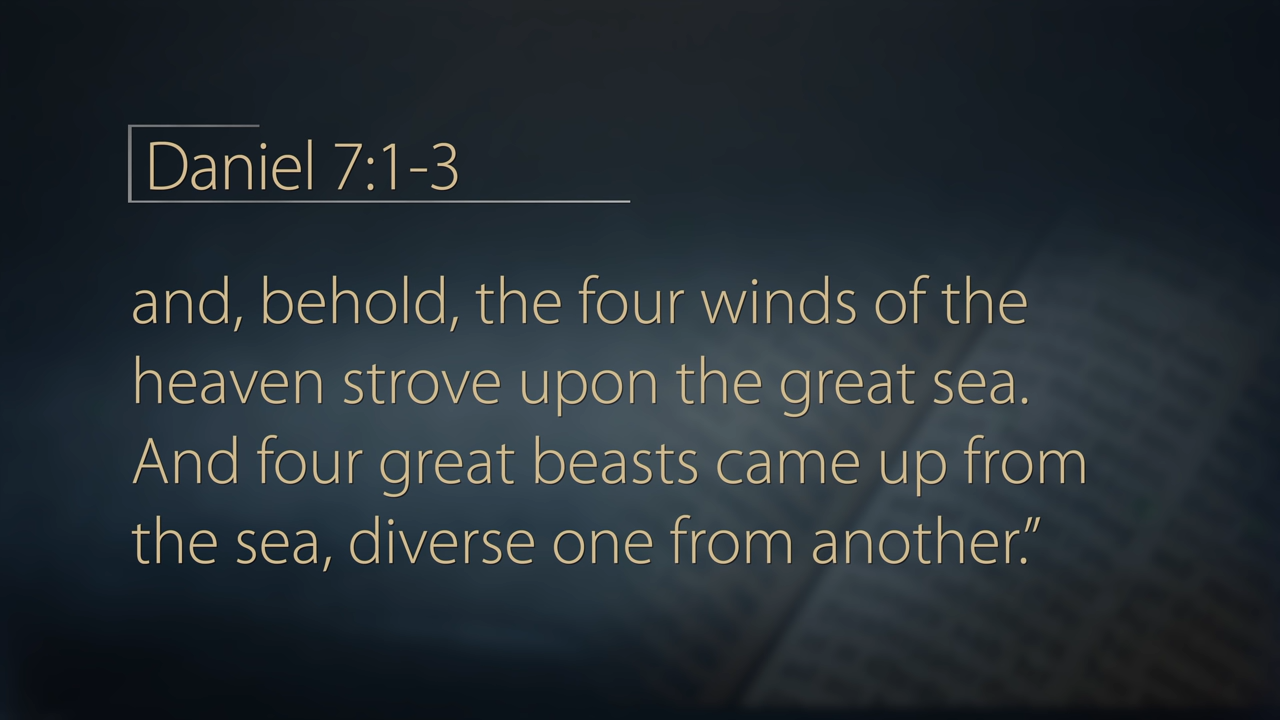 Daniel 7:1-3
and, behold, the four winds of the
heaven strove upon the great sea.
And four great beasts came up from
the sea, diverse one from another.”